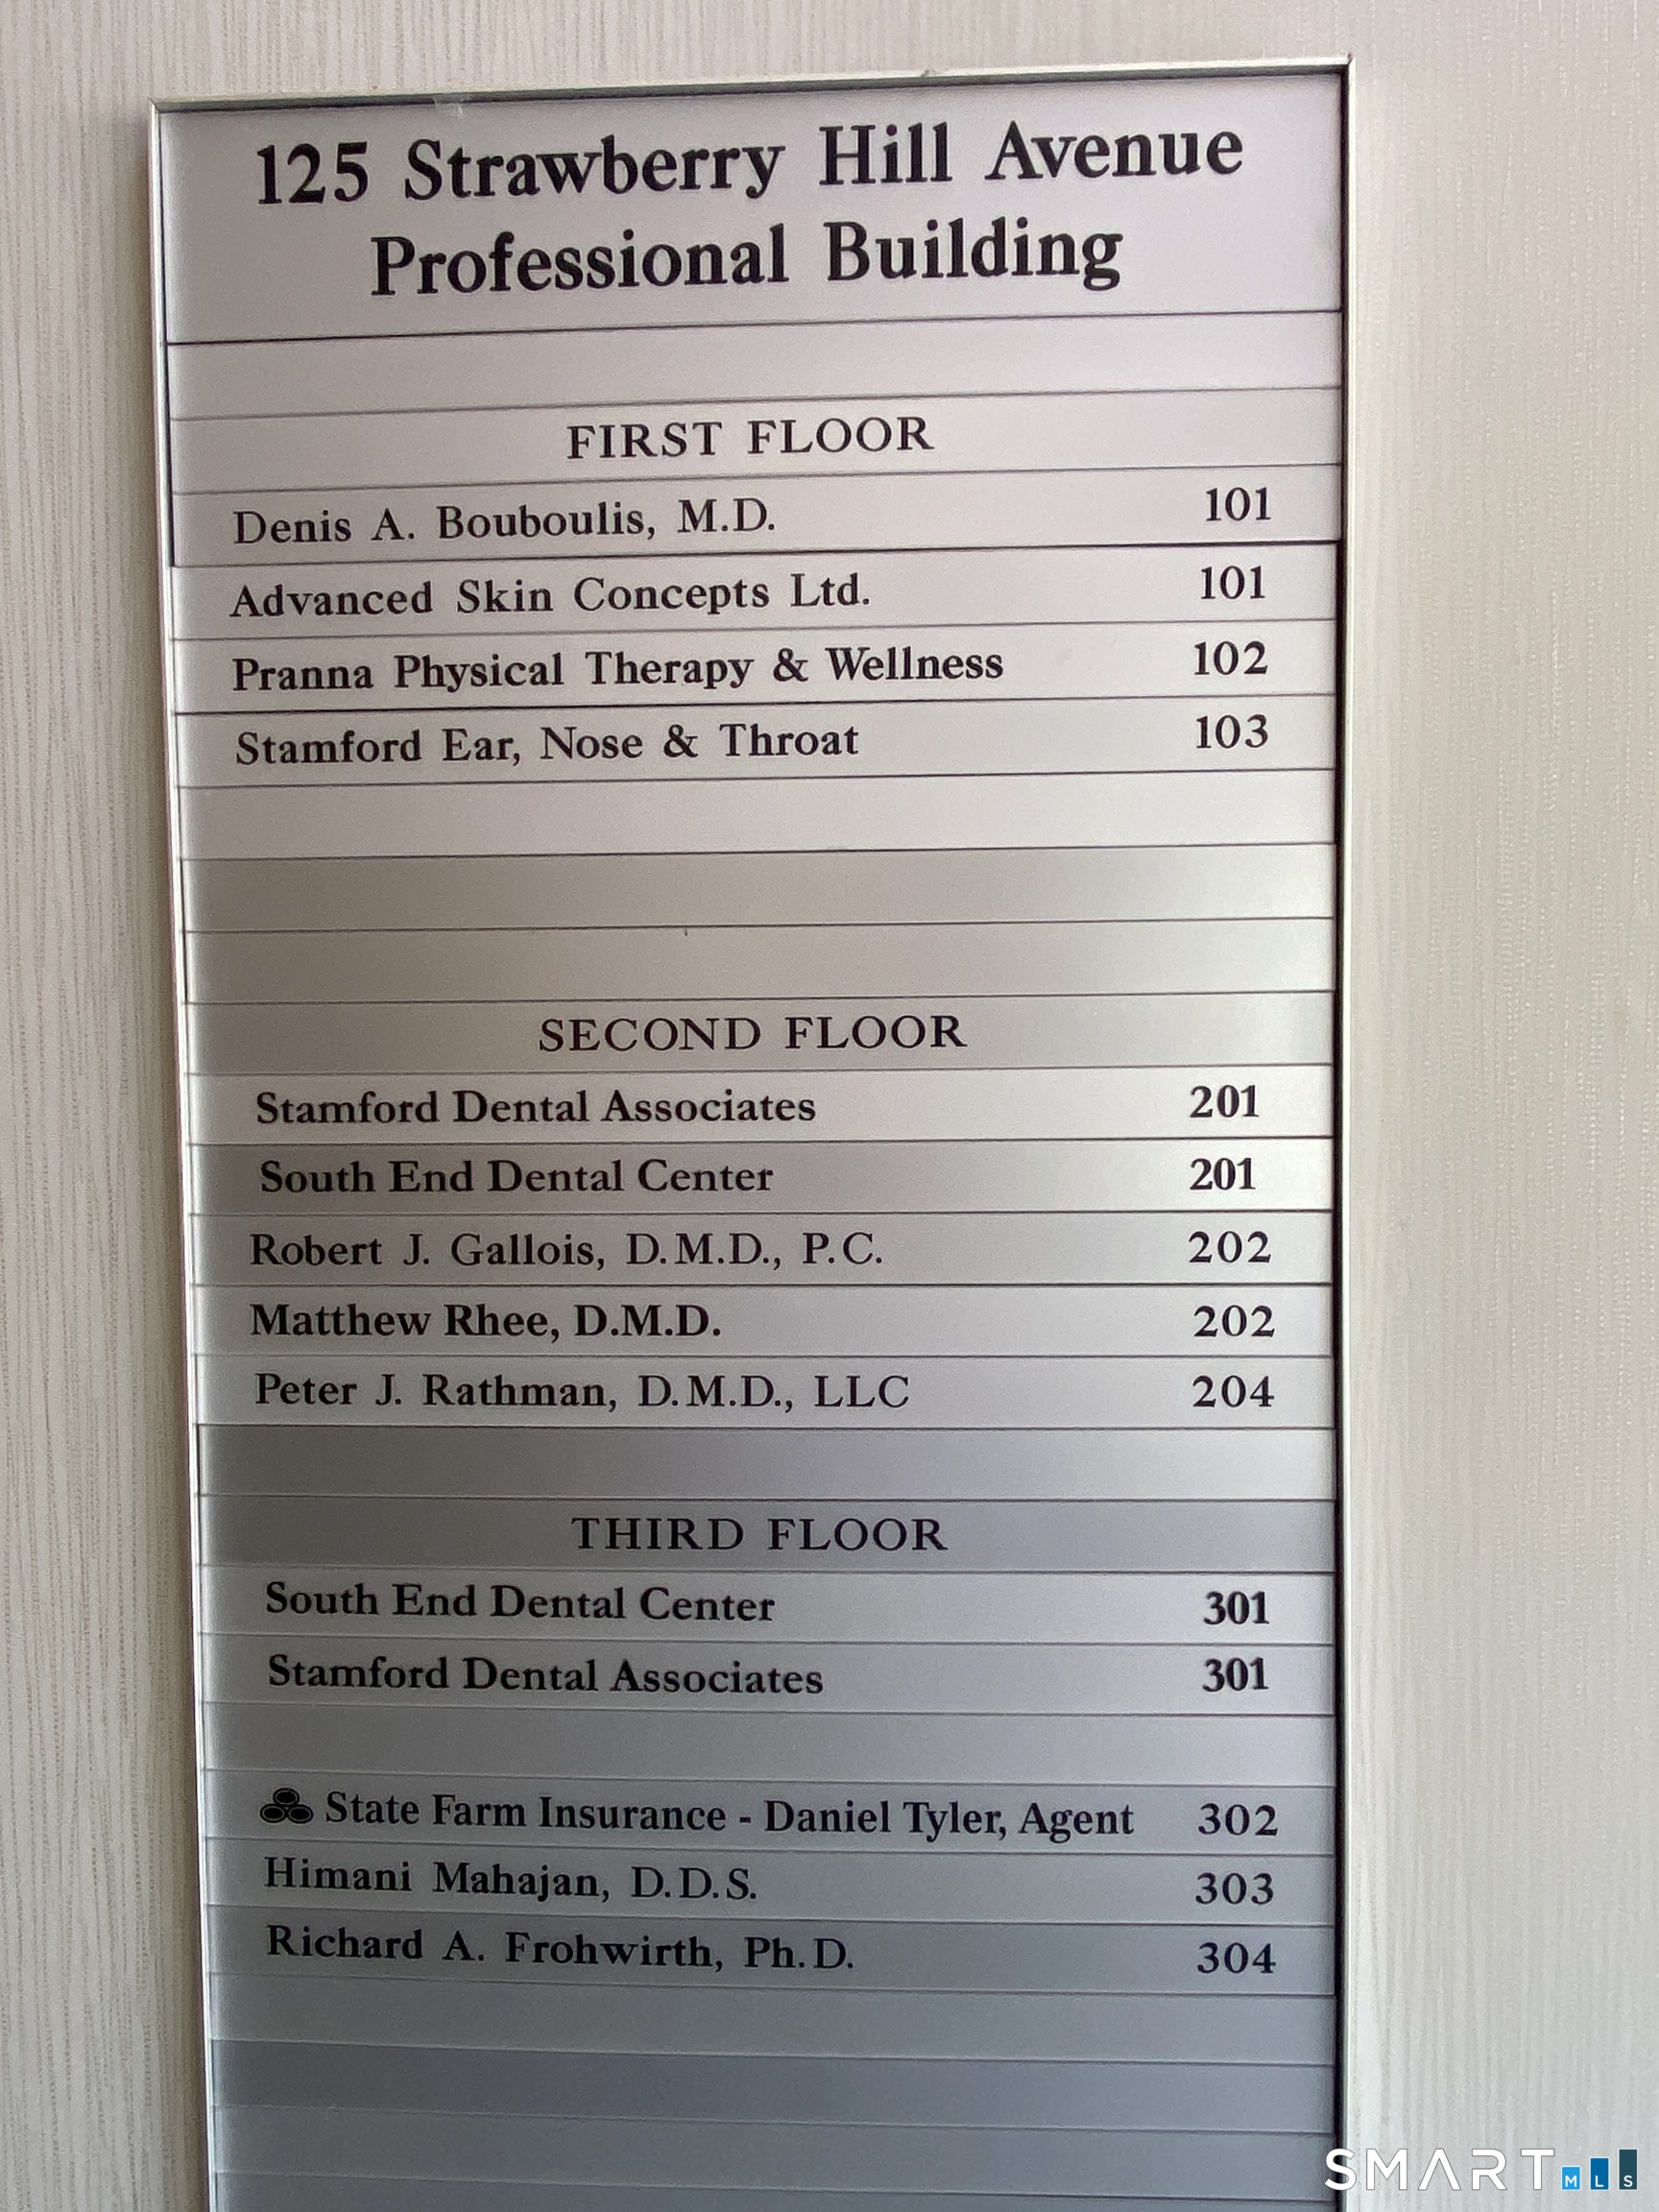 125 Strawberry Hill Avenue
Professional Building
FIRST FLOOR
Denis A. Bouboulis, M.D. 101
Advanced Skin Concepts Ltd. 101
Pranna Physical Therapy & Wellness 102
Stamford Ear, Nose & Throat 103
SECOND FLOOR
Stamford Dental Associates 201
South End Dental Center 201
Robert J. Gallois, D.M.D., P.C. 202
Matthew Rhee, D.M.D. 202
Peter J. Rathman, D.M.D., LLC 204
THIRD FLOOR
South End Dental Center 301
Stamford Dental Associates 301
State Farm Insurance - Daniel Tyler, Agent 302
Himani Mahajan, D.D.S. 303
Richard A. Frohwirth, Ph.D. 304
SMART MLS